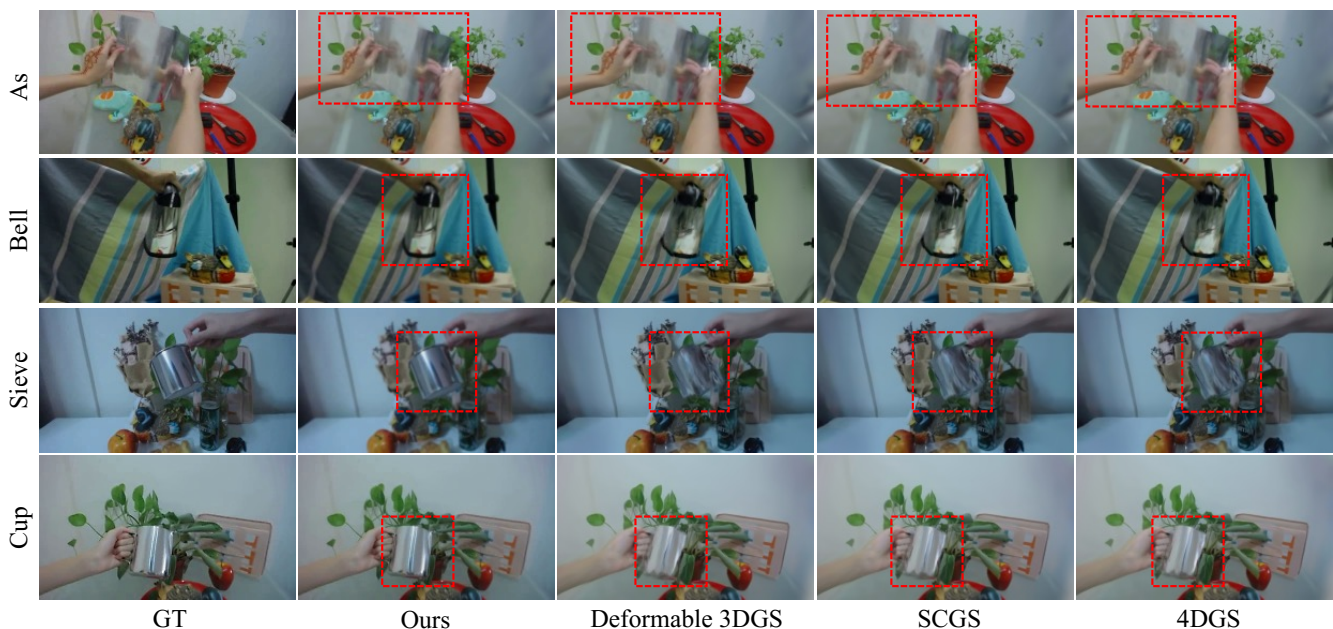 As
Bell
Sieve
Cup
GT
Ours
Deformable 3DGS
SCGS
4DGS